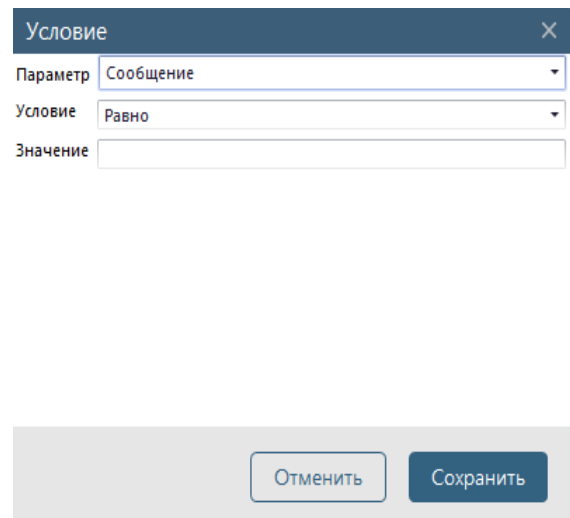 Условие
Параметр Сообщение
Условие Равно
Значение
Отменить Сохранить